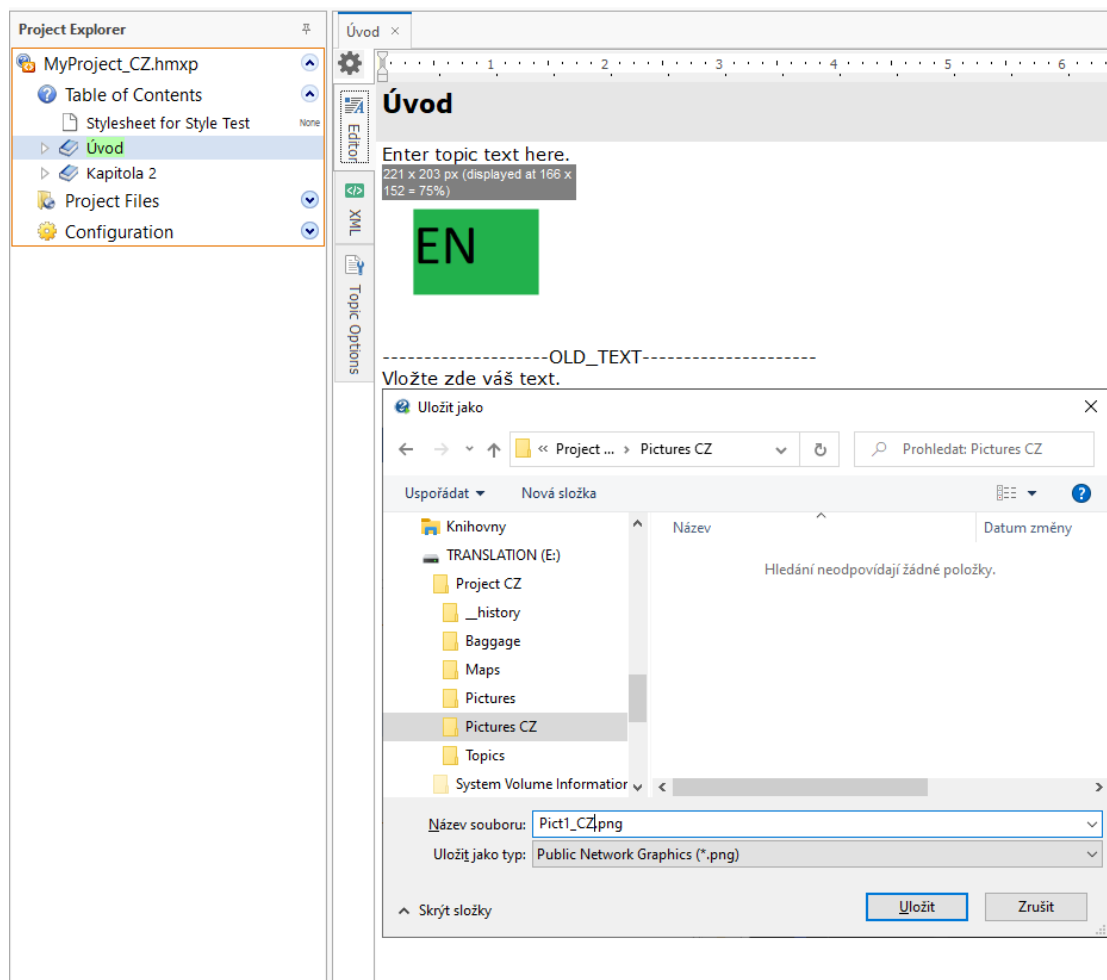 Project Explorer
MyProject_CZ.hmxp
Table of Contents
Stylesheet for Style Test None
Úvod
Kapitola 2
Project Files
Configuration
Úvod ×
1 2 3 4 5 6
Editor
XML
Topic Options
Úvod
Enter topic text here.
221 x 203 px (displayed at 166 x
152 = 75%)
EN
--------------------OLD_TEXT---------------------
Vložte zde váš text.
Uložit jako
« Project ... › Pictures CZ
Prohledat: Pictures CZ
Uspořádat
Nová složka
Knihovny
TRANSLATION (E:)
Project CZ
__history
Baggage
Maps
Pictures
Pictures CZ
Topics
System Volume Informatior
Název
Datum změny
Hledání neodpovídají žádné položky.
Název souboru: Pict1_CZ.png
Uložit jako typ: Public Network Graphics (*.png)
Skrýt složky
Uložit
Zrušit